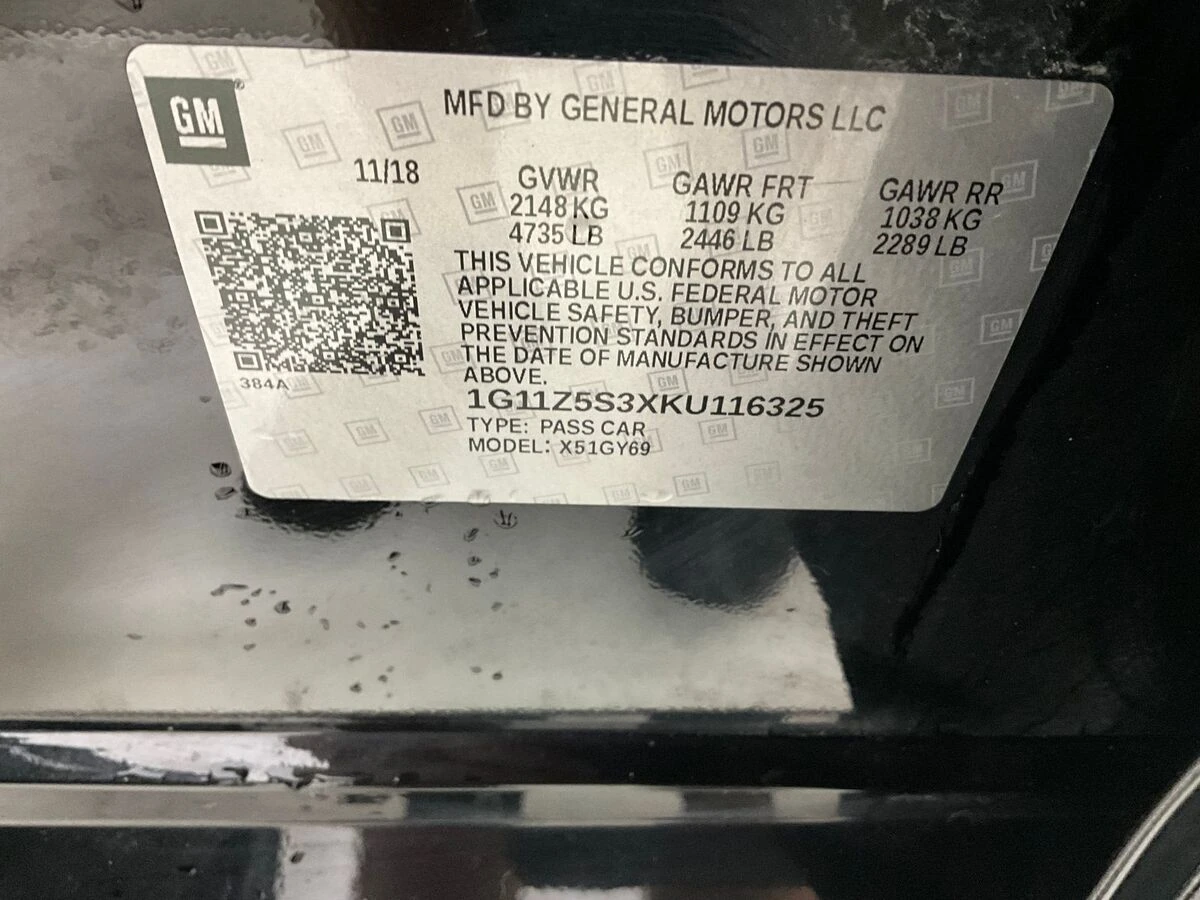 GM
MFD BY GENERAL MOTORS LLC
11/18
GVWR GAWR FRT GAWR RR
2148 KG 1109 KG 1038 KG
4735 LB 2446 LB 2289 LB
THIS VEHICLE CONFORMS TO ALL
APPLICABLE U.S. FEDERAL MOTOR
VEHICLE SAFETY, BUMPER, AND THEFT
PREVENTION STANDARDS IN EFFECT ON
THE DATE OF MANUFACTURE SHOWN
ABOVE.
384A
1G11Z5S3XKU116325
TYPE: PASS CAR
MODEL: X51GY69